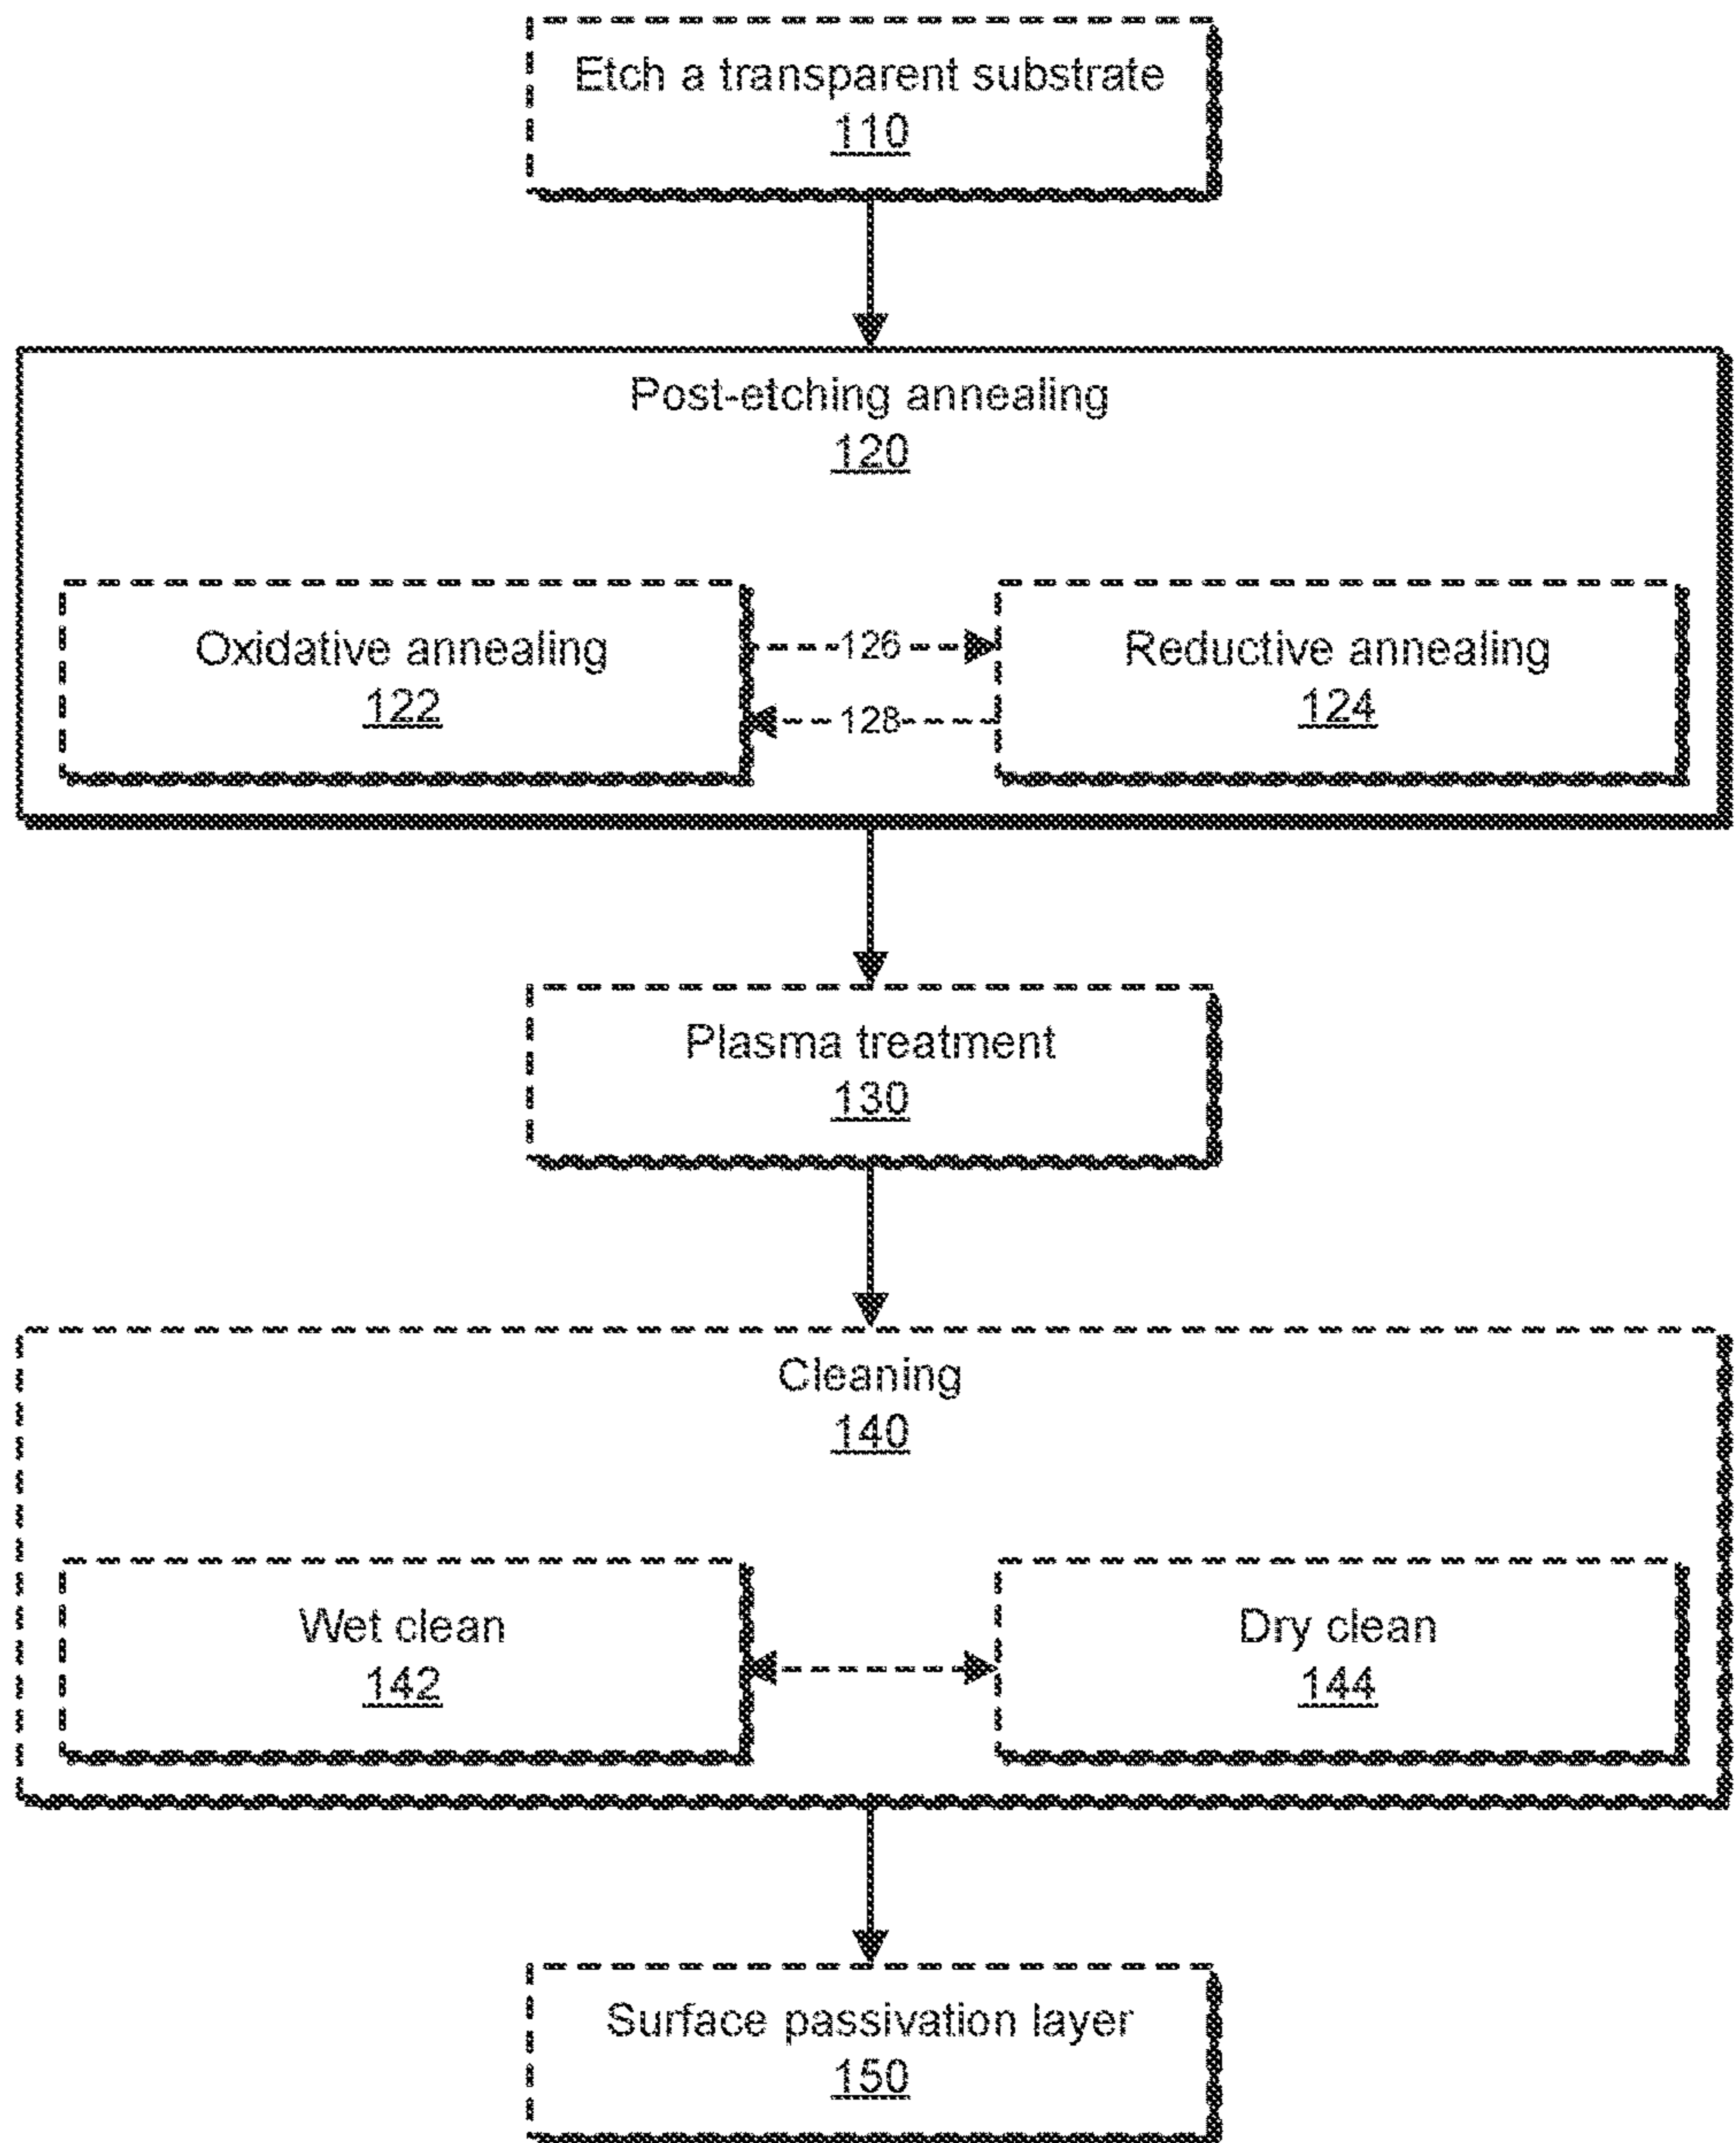 Etch a transparent substrate
110
Post-etching annealing
120
Oxidative annealing
122
126
128
Reductive annealing
124
Plasma treatment
130
Cleaning
140
Wet clean
142
Dry clean
144
Surface passivation layer
150